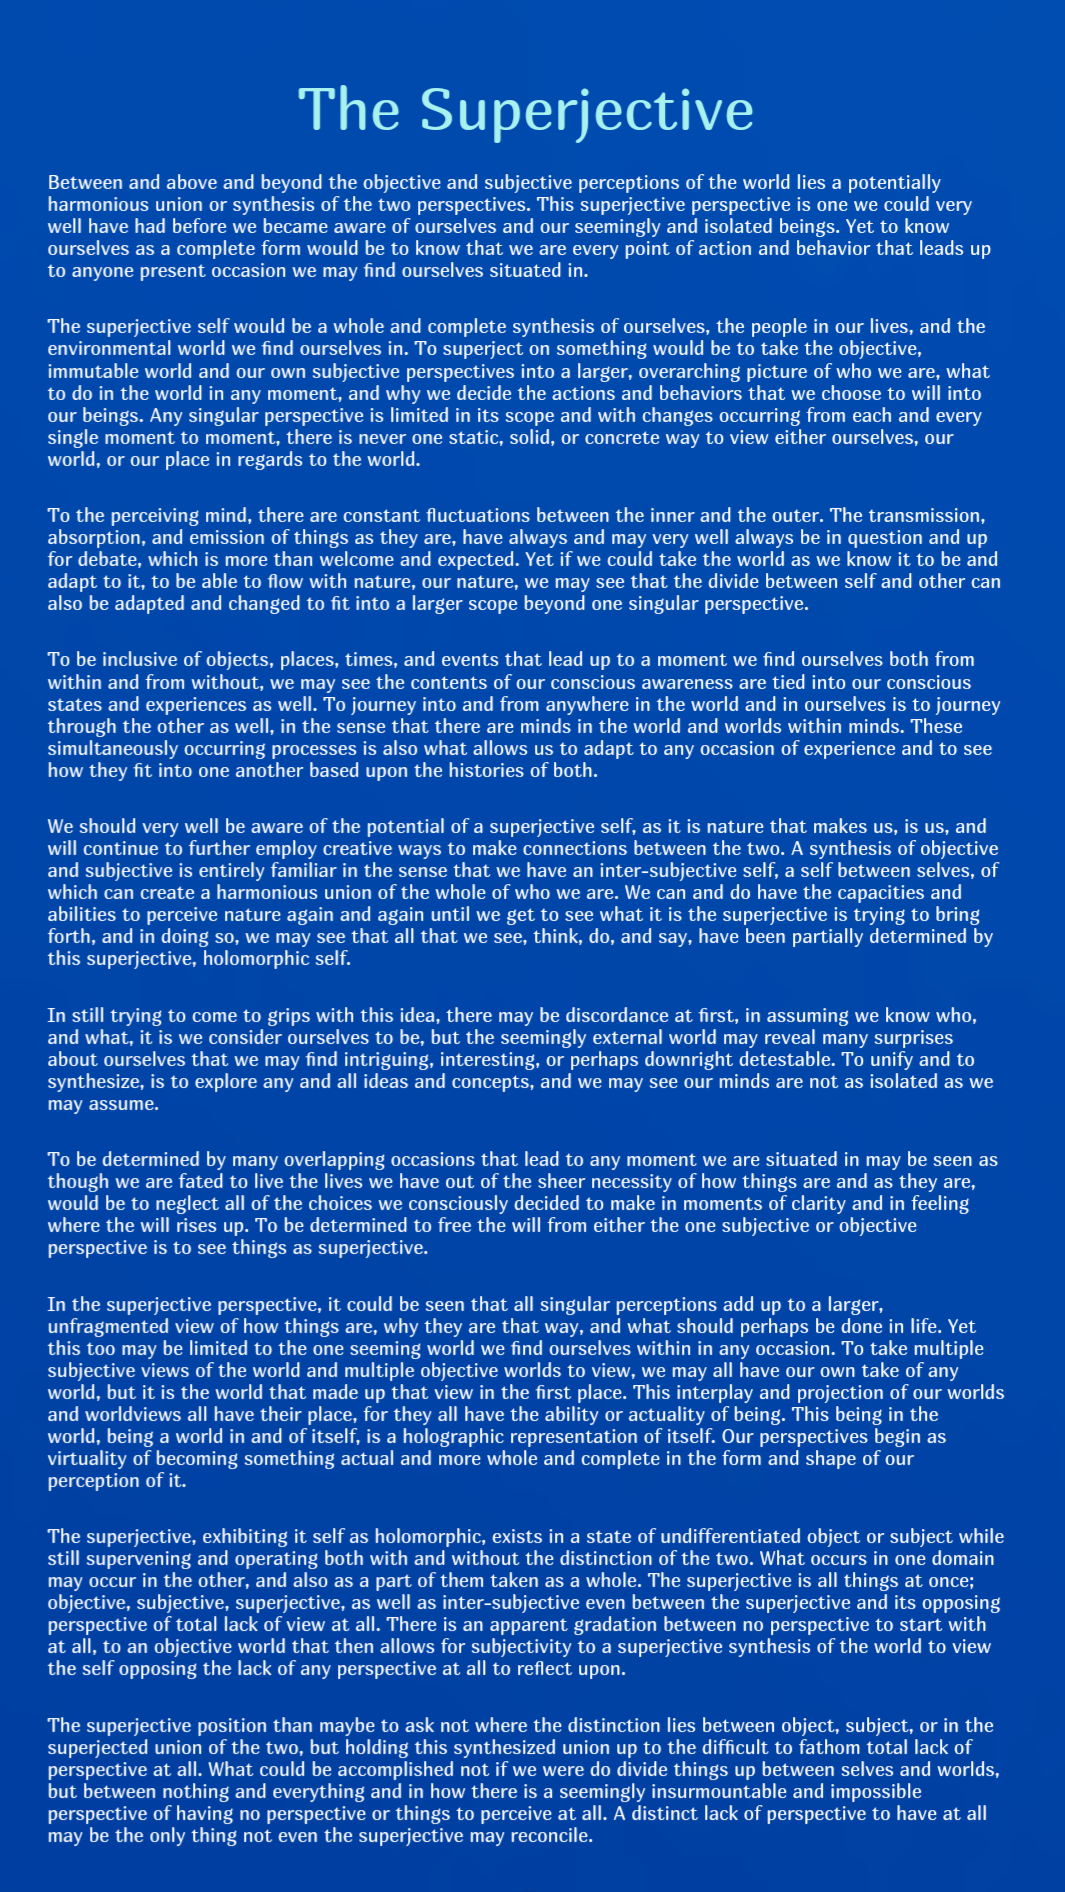 The Superjective
Between and above and beyond the objective and subjective perceptions of the world lies a potentially
harmonious union or synthesis of the two perspectives. This superjective perspective is one we could very
well have had before we became aware of ourselves and our seemingly and isolated beings. Yet to know
ourselves as a complete form would be to know that we are every point of action and behavior that leads up
to anyone present occasion we may find ourselves situated in.
The superjective self would be a whole and complete synthesis of ourselves, the people in our lives, and the
environmental world we find ourselves in. To superject on something would be to take the objective,
immutable world and our own subjective perspectives into a larger, overarching picture of who we are, what
to do in the world in any moment, and why we decide the actions and behaviors that we choose to will into
our beings. Any singular perspective is limited in its scope and with changes occurring from each and every
single moment to moment, there is never one static, solid, or concrete way to view either ourselves, our
world, or our place in regards to the world.
To the perceiving mind, there are constant fluctuations between the inner and the outer. The transmission,
absorption, and emission of things as they are, have always and may very well always be in question and up
for debate, which is more than welcome and expected. Yet if we could take the world as we know it to be and
adapt to it, to be able to flow with nature, our nature, we may see that the divide between self and other can
also be adapted and changed to fit into a larger scope beyond one singular perspective.
To be inclusive of objects, places, times, and events that lead up to a moment we find ourselves both from
within and from without, we may see the contents of our conscious awareness are tied into our conscious
states and experiences as well. To journey into and from anywhere in the world and in ourselves is to journey
through the other as well, in the sense that there are minds in the world and worlds within minds. These
simultaneously occurring processes is also what allows us to adapt to any occasion of experience and to see
how they fit into one another based upon the histories of both.
We should very well be aware of the potential of a superjective self, as it is nature that makes us, is us, and
will continue to further employ creative ways to make connections between the two. A synthesis of objective
and subjective is entirely familiar in the sense that we have an inter-subjective self, a self between selves, of
which can create a harmonious union of the whole of who we are. We can and do have the capacities and
abilities to perceive nature again and again until we get to see what it is the superjective is trying to bring
forth, and in doing so, we may see that all that we see, think, do, and say, have been partially determined by
this superjective, holomorphic self.
In still trying to come to grips with this idea, there may be discordance at first, in assuming we know who,
and what, it is we consider ourselves to be, but the seemingly external world may reveal many surprises
about ourselves that we may find intriguing, interesting, or perhaps downright detestable. To unify and to
synthesize, is to explore any and all ideas and concepts, and we may see our minds are not as isolated as we
may assume.
To be determined by many overlapping occasions that lead to any moment we are situated in may be seen as
though we are fated to live the lives we have out of the sheer necessity of how things are and as they are,
would be to neglect all of the choices we consciously decided to make in moments of clarity and in feeling
where the will rises up. To be determined to free the will from either the one subjective or objective
perspective is to see things as superjective.
In the superjective perspective, it could be seen that all singular perceptions add up to a larger,
unfragmented view of how things are, why they are that way, and what should perhaps be done in life. Yet
this too may be limited to the one seeming world we find ourselves within in any occasion. To take multiple
subjective views of the world and multiple objective worlds to view, we may all have our own take of any
world, but it is the world that made up that view in the first place. This interplay and projection of our worlds
and worldviews all have their place, for they all have the ability or actuality of being. This being in the
world, being a world in and of itself, is a holographic representation of itself. Our perspectives begin as
virtuality of becoming something actual and more whole and complete in the form and shape of our
perception of it.
The superjective, exhibiting it self as holomorphic, exists in a state of undifferentiated object or subject while
still supervening and operating both with and without the distinction of the two. What occurs in one domain
may occur in the other, and also as a part of them taken as a whole. The superjective is all things at once;
objective, subjective, superjective, as well as inter-subjective even between the superjective and its opposing
perspective of total lack of view at all. There is an apparent gradation between no perspective to start with
at all, to an objective world that then allows for subjectivity to a superjective synthesis of the world to view
the self opposing the lack of any perspective at all to reflect upon.
The superjective position than maybe to ask not where the distinction lies between object, subject, or in the
superjected union of the two, but holding this synthesized union up to the difficult to fathom total lack of
perspective at all. What could be accomplished not if we were do divide things up between selves and worlds,
but between nothing and everything and in how there is a seemingly insurmountable and impossible
perspective of having no perspective or things to perceive at all. A distinct lack of perspective to have at all
may be the only thing not even the superjective may reconcile.